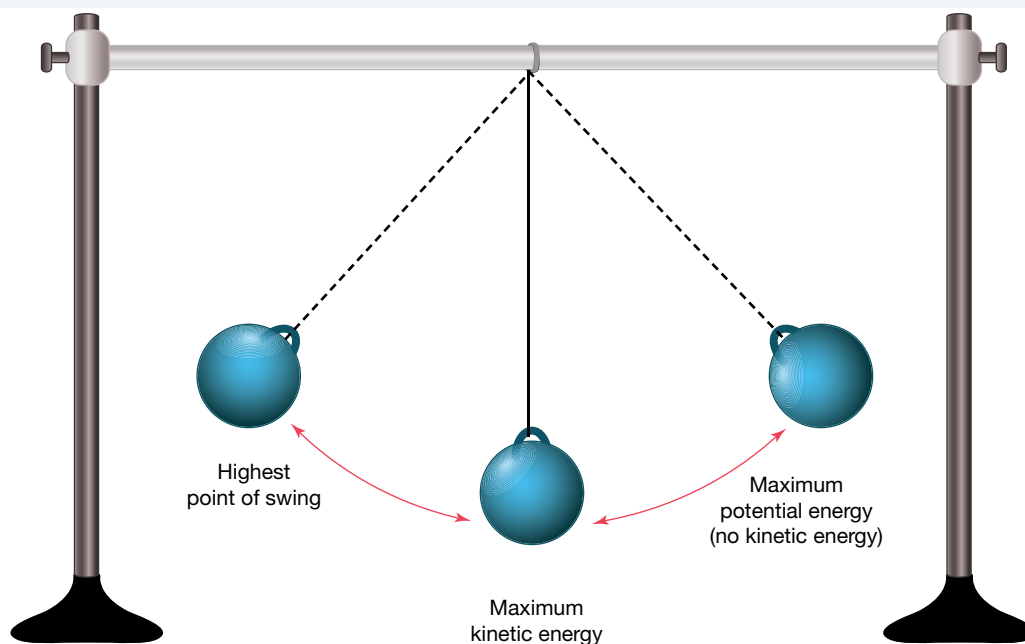 Highest
point of swing
Maximum
kinetic energy
Maximum
potential energy
(no kinetic energy)